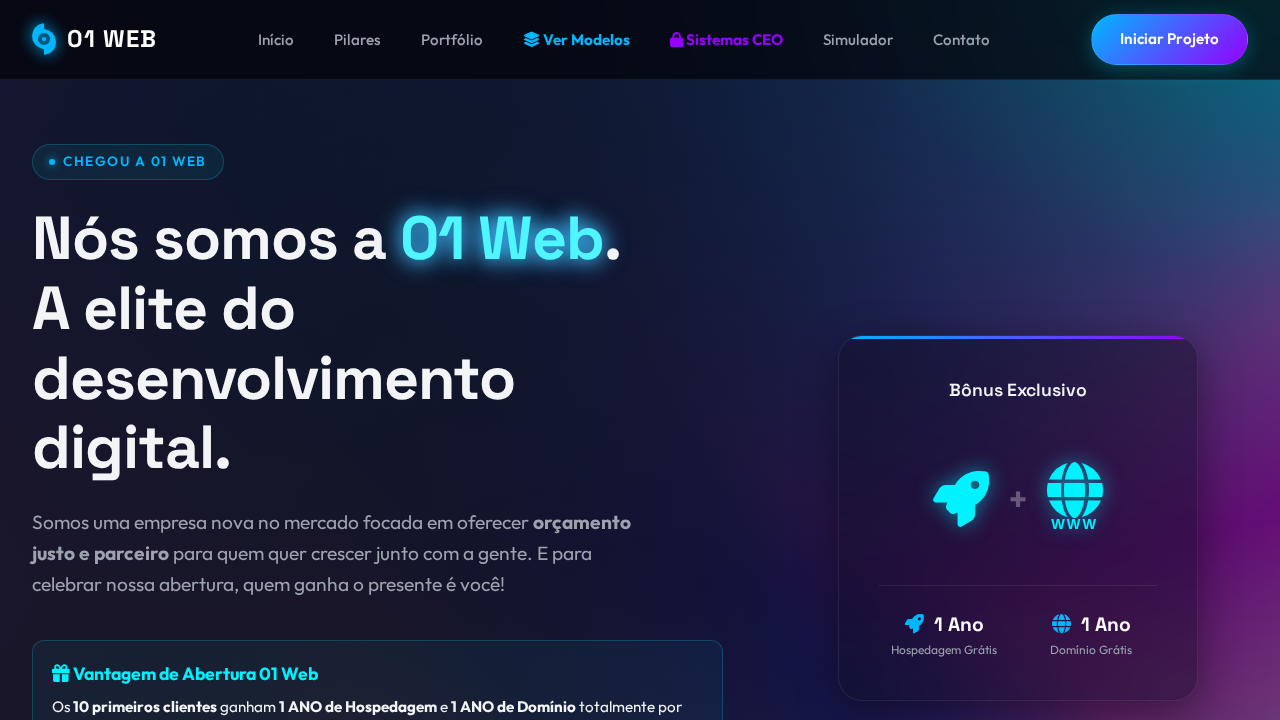 01 WEB
Início
Pilares
Portfólio
Ver Modelos
Sistemas CEO
Simulador
Contato
Iniciar Projeto
CHEGOU A 01 WEB
Nós somos a 01 Web.
A elite do
desenvolvimento
digital.
Somos uma empresa nova no mercado focada em oferecer orçamento
justo e parceiro para quem quer crescer junto com a gente. E para
celebrar nossa abertura, quem ganha o presente é você!
Vantagem de Abertura 01 Web
Os 10 primeiros clientes ganham 1 ANO de Hospedagem e 1 ANO de Domínio totalmente por
Bônus Exclusivo
+
WWW
1 Ano
Hospedagem Grátis
1 Ano
Domínio Grátis